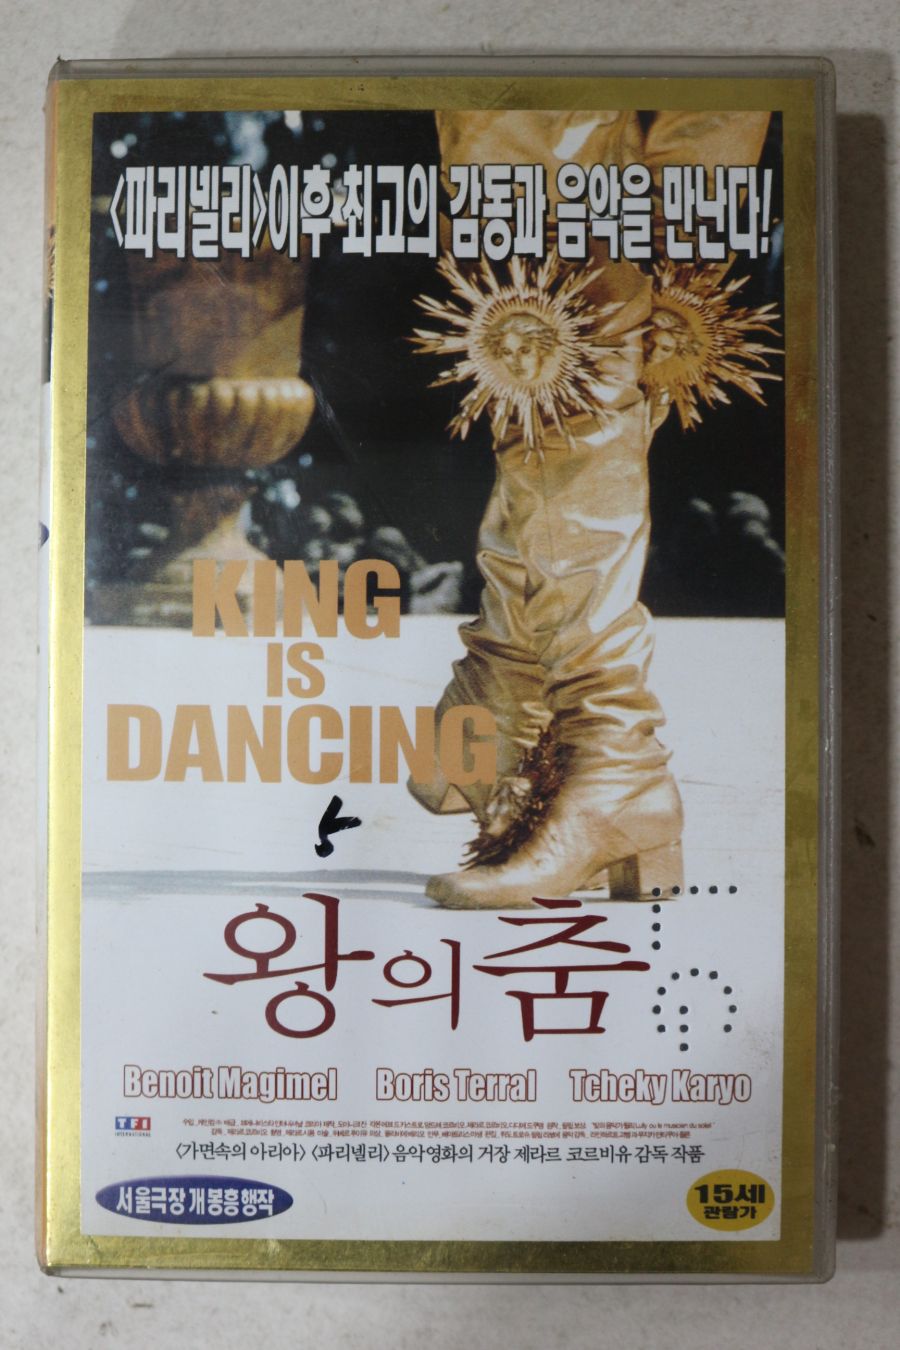 <파리넬리>이후 최고의 감동과 음악을 만난다!
KING
IS
DANCING
왕의 춤
Benoit Magimel Boris Terral Tcheky Karyo
TF1
INTERNATIONAL
<가면속의 아리아> <파리넬리> 음악영화의 거장 제라르 코르비유 감독 작품
서울극장 개봉흥행작
15세
관람가